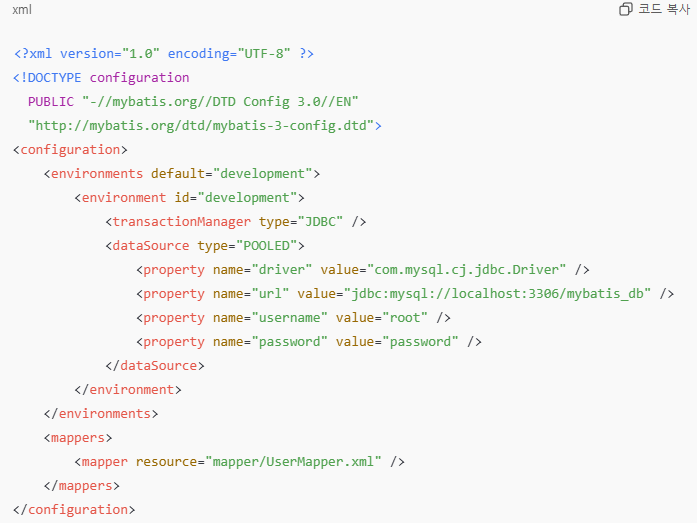 xml
코드 복사
<?xml version="1.0" encoding="UTF-8" ?>
<!DOCTYPE configuration
  PUBLIC "-//mybatis.org//DTD Config 3.0//EN"
  "http://mybatis.org/dtd/mybatis-3-config.dtd">
<configuration>
    <environments default="development">
        <environment id="development">
            <transactionManager type="JDBC" />
            <dataSource type="POOLED">
                <property name="driver" value="com.mysql.cj.jdbc.Driver" />
                <property name="url" value="jdbc:mysql://localhost:3306/mybatis_db" />
                <property name="username" value="root" />
                <property name="password" value="password" />
            </dataSource>
        </environment>
    </environments>
    <mappers>
        <mapper resource="mapper/UserMapper.xml" />
    </mappers>
</configuration>